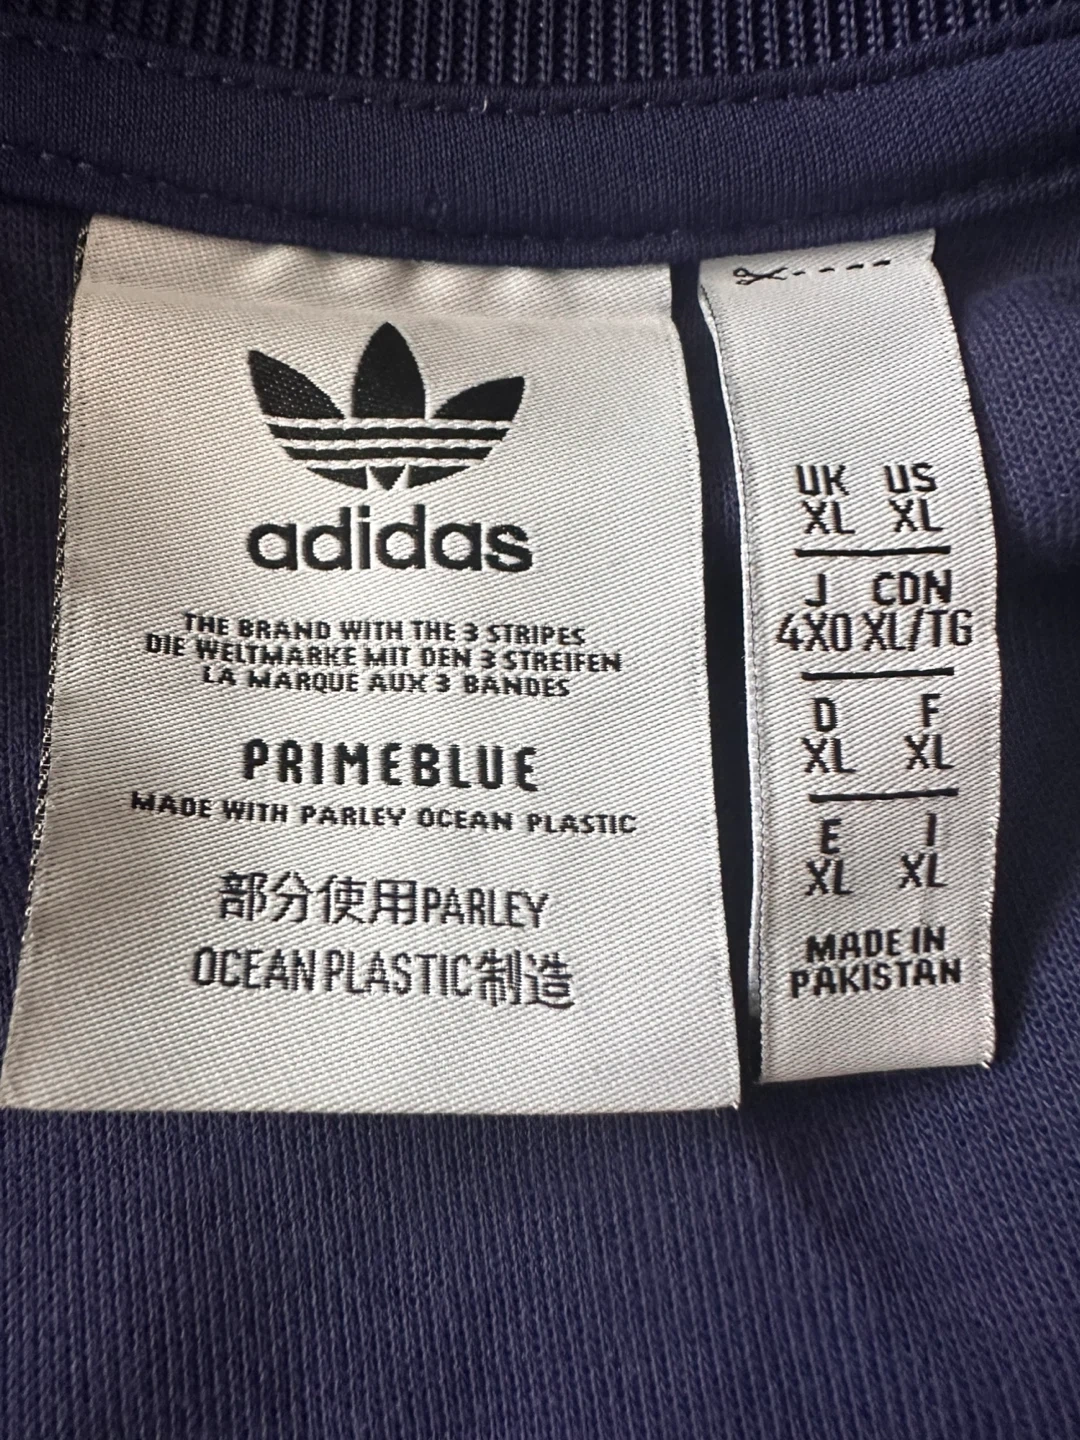 adidas
THE BRAND WITH THE 3 STRIPES
DIE WELTMARKE MIT DEN 3 STREIFEN
LA MARQUE AUX 3 BANDES
PRIMEBLUE
MADE WITH PARLEY OCEAN PLASTIC
部分使用PARLEY
OCEAN PLASTIC制造
UK US
XL XL
J CDN
4XO XL/TG
D F
XL XL
E I
XL XL
MADE IN
PAKISTAN